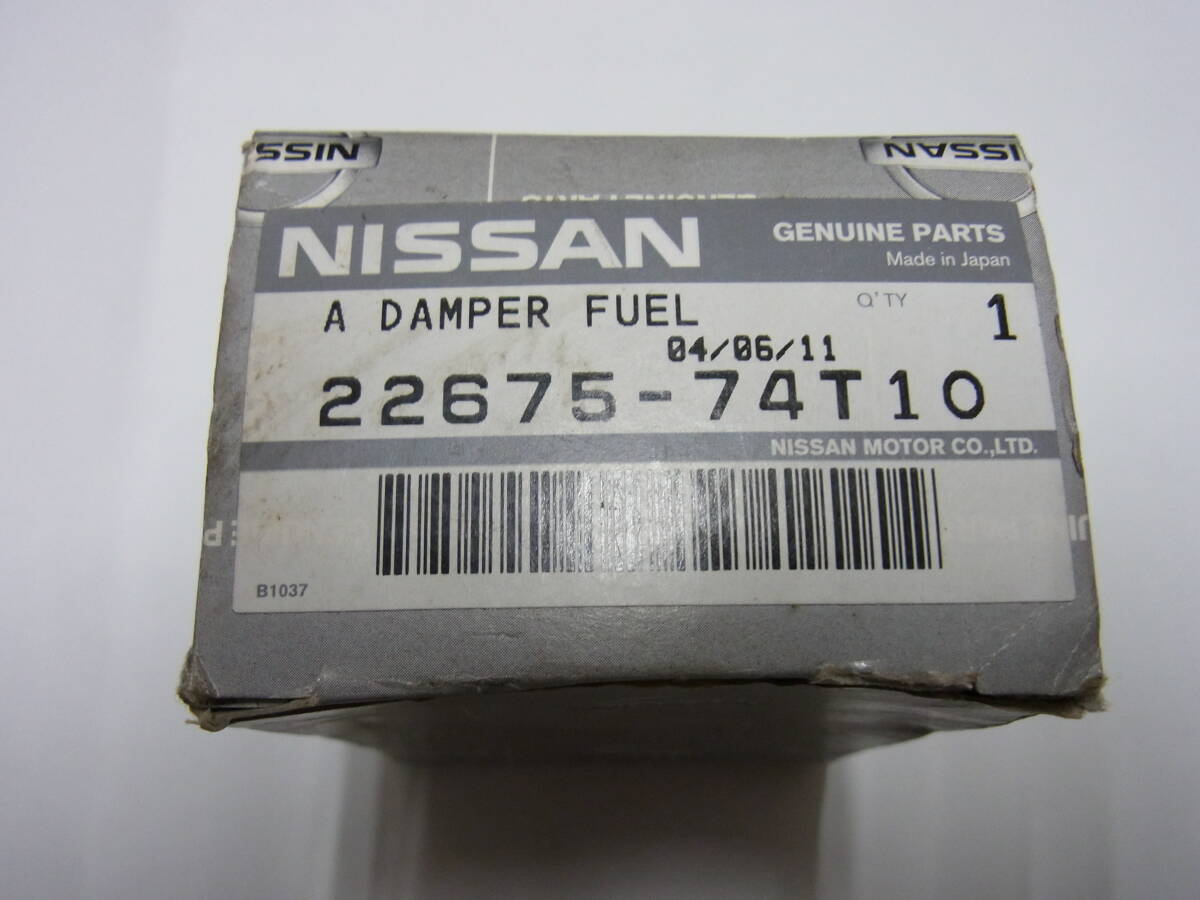 NISS
ISSAN
NISSAN
GENUINE PARTS
Made in Japan
A DAMPER FUEL
Q'TY
1
04/06/11
22675-74T10
NISSAN MOTOR CO.,LTD.
B1037